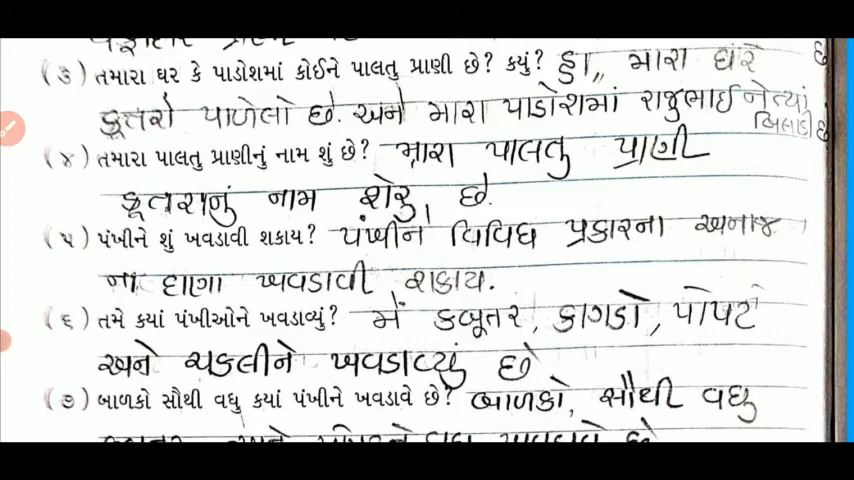 (૩) તમારા ઘર કે પાડોશમાં કોઈને પાલતુ પ્રાણી છે? કયું? હા,, મારા ઘરે
કૂતરો પાળેલો છે. અને મારા પાડોશમાં રાજુભાઈ ને ત્યાં
બિલાડી છે
(૪) તમારા પાલતુ પ્રાણીનું નામ શું છે? મારા પાલતુ પ્રાણી
કૂતરાનું નામ શેરુ છે.
(૫) પંખીને શું ખવડાવી શકાય? પંખીને વિવિધ પ્રકારના અનાજ
ના દાણા ખવડાવી શકાય.
(૬) તમે કયાં પંખીઓને ખવડાવ્યું? મેં કબૂતર, કાગડો, પોપટ
અને ચકલીને ખવડાવ્યું છે
(૭) બાળકો સૌથી વધુ કયાં પંખીને ખવડાવે છે? બાળકો, સૌથી વધુ